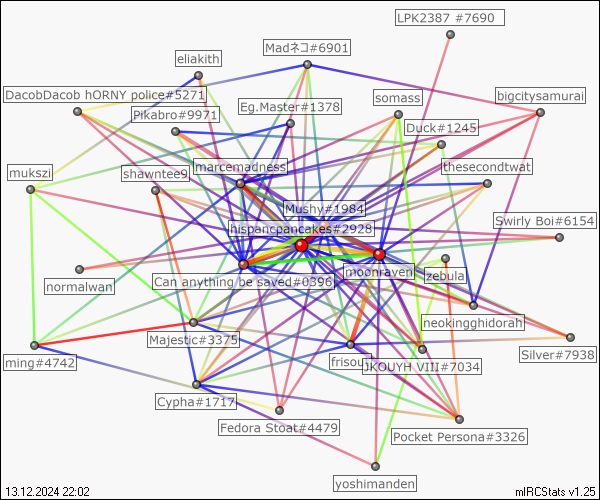 LPK2387 #7690
Madネコ#6901
eliakith
DacobDacob hORNY police#5271
somass
bigcitysamurai
Eg.Master#1378
Pikabro#9971
Duck#1245
marcemadness
thesecondtwat
mukszi
shawntee9
Mushy#1984
Swirly Boi#6154
hispancpancakes#2928
moonraven
zebula
Can anything be saved#0396
normalwan
neokingghidorah
Majestic#3375
Silver#7938
ming#4742
frisou
JKOUYH VIII#7034
Cypha#1717
Fedora Stoat#4479
Pocket Persona#3326
yoshimanden
13.12.2024 22:02
mIRCStats v1.25